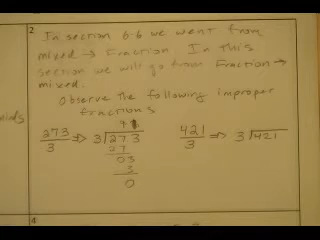 2
In section 6.6 we went from
mixed → Fraction. In this
section we will go from Fraction →
mixed.
Observe the following improper
fractions
273/3 ⇒ 3)273
91
27
03
3
0
421/3 ⇒ 3)421
4